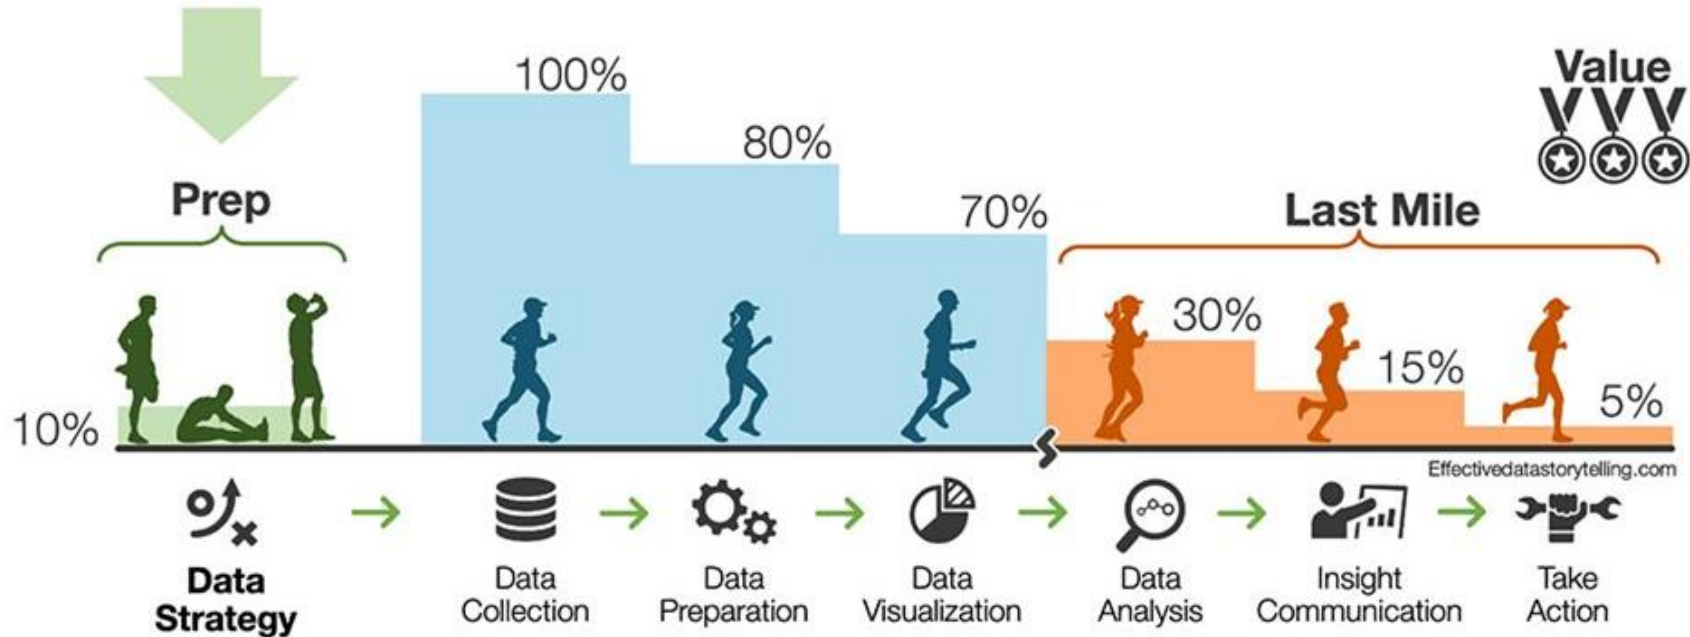 Prep
10%
100%
80%
70%
Last Mile
30%
15%
5%
Value
Effectivedatastorytelling.com
Data
Strategy
Data
Collection
Data
Preparation
Data
Visualization
Data
Analysis
Insight
Communication
Take
Action